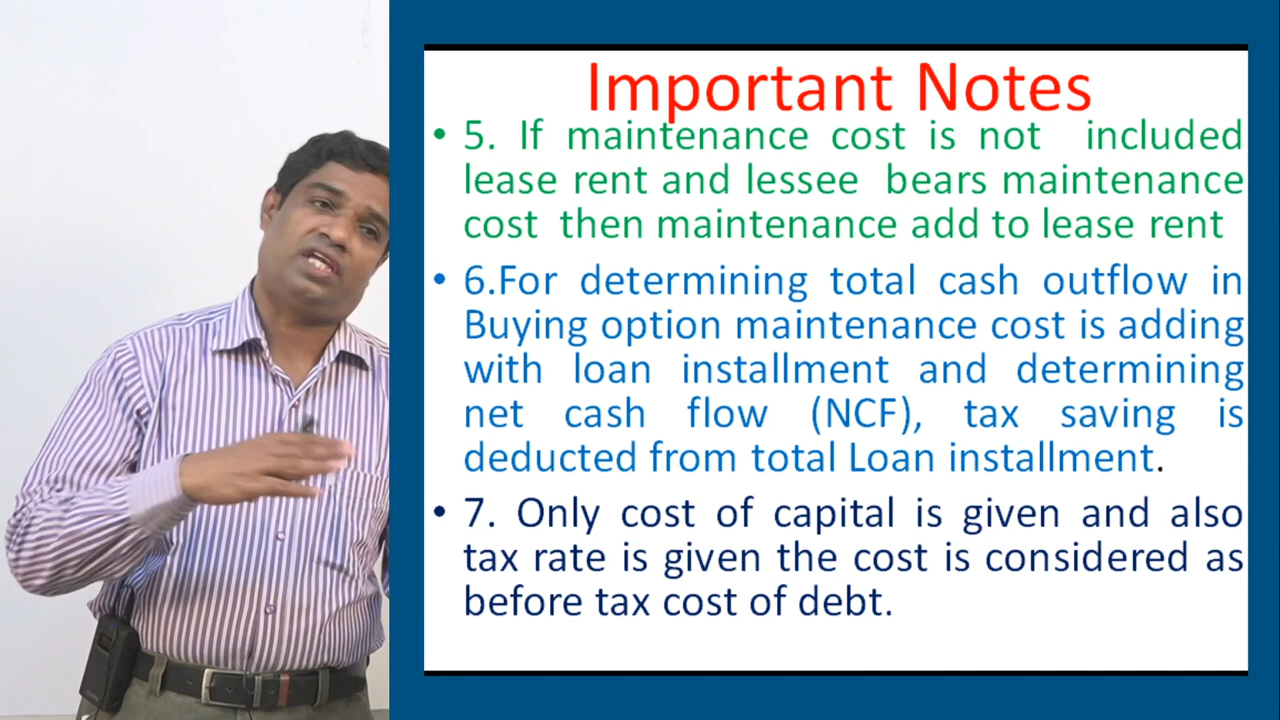 Important Notes
• 5. If maintenance cost is not included
lease rent and lessee bears maintenance
cost then maintenance add to lease rent
• 6.For determining total cash outflow in
Buying option maintenance cost is adding
with loan installment and determining
net cash flow (NCF), tax saving is
deducted from total Loan installment.
• 7. Only cost of capital is given and also
tax rate is given the cost is considered as
before tax cost of debt.